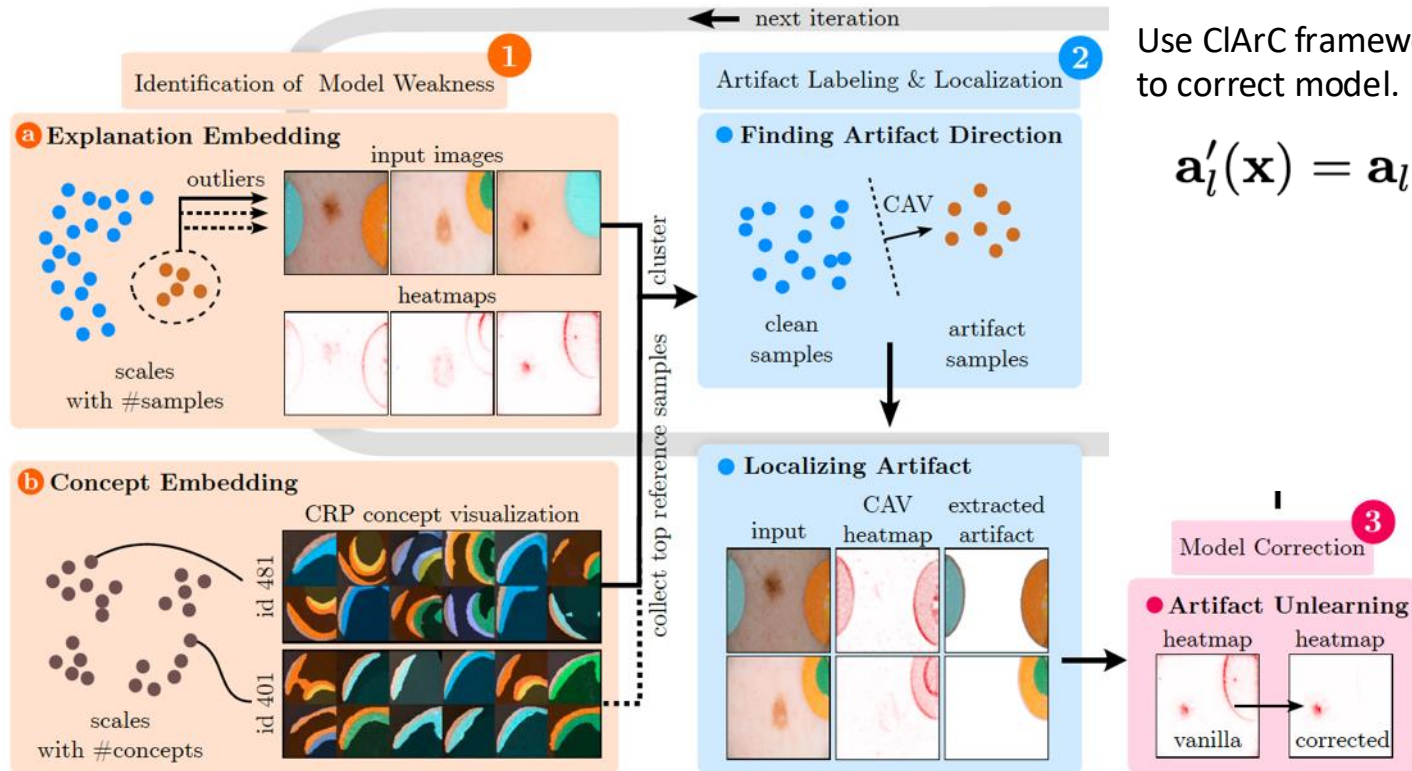 next iteration
1
Identification of Model Weakness
a Explanation Embedding
outliers
input images
heatmaps
scales
with #samples
b Concept Embedding
CRP concept visualization
id 481
id 401
scales
with #concepts
cluster
collect top reference samples
2
Artifact Labeling & Localization
Finding Artifact Direction
CAV
clean
samples
artifact
samples
Localizing Artifact
input
CAV
heatmap
extracted
artifact
Use ClArC
to correct model.
a′_l(x) = a_l
3
Model Correction
Artifact Unlearning
heatmap
heatmap
vanilla
corrected